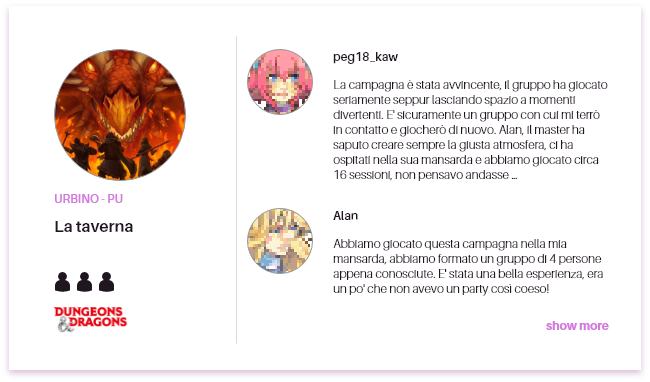 URBINO - PU
La taverna
DUNGEONS
& DRAGONS
peg18_kaw
La campagna è stata avvincente, il gruppo ha giocato
seriamente seppur lasciando spazio a momenti
divertenti. E' sicuramente un gruppo con cui mi terrò
in contatto e giocherò di nuovo. Alan, il master ha
saputo creare sempre la giusta atmosfera, ci ha
ospitati nella sua mansarda e abbiamo giocato circa
16 sessioni, non pensavo andasse ...
Alan
Abbiamo giocato questa campagna nella mia
mansarda, abbiamo formato un gruppo di 4 persone
appena conosciute. E' stata una bella esperienza, era
un po' che non avevo un party così coeso!
show more